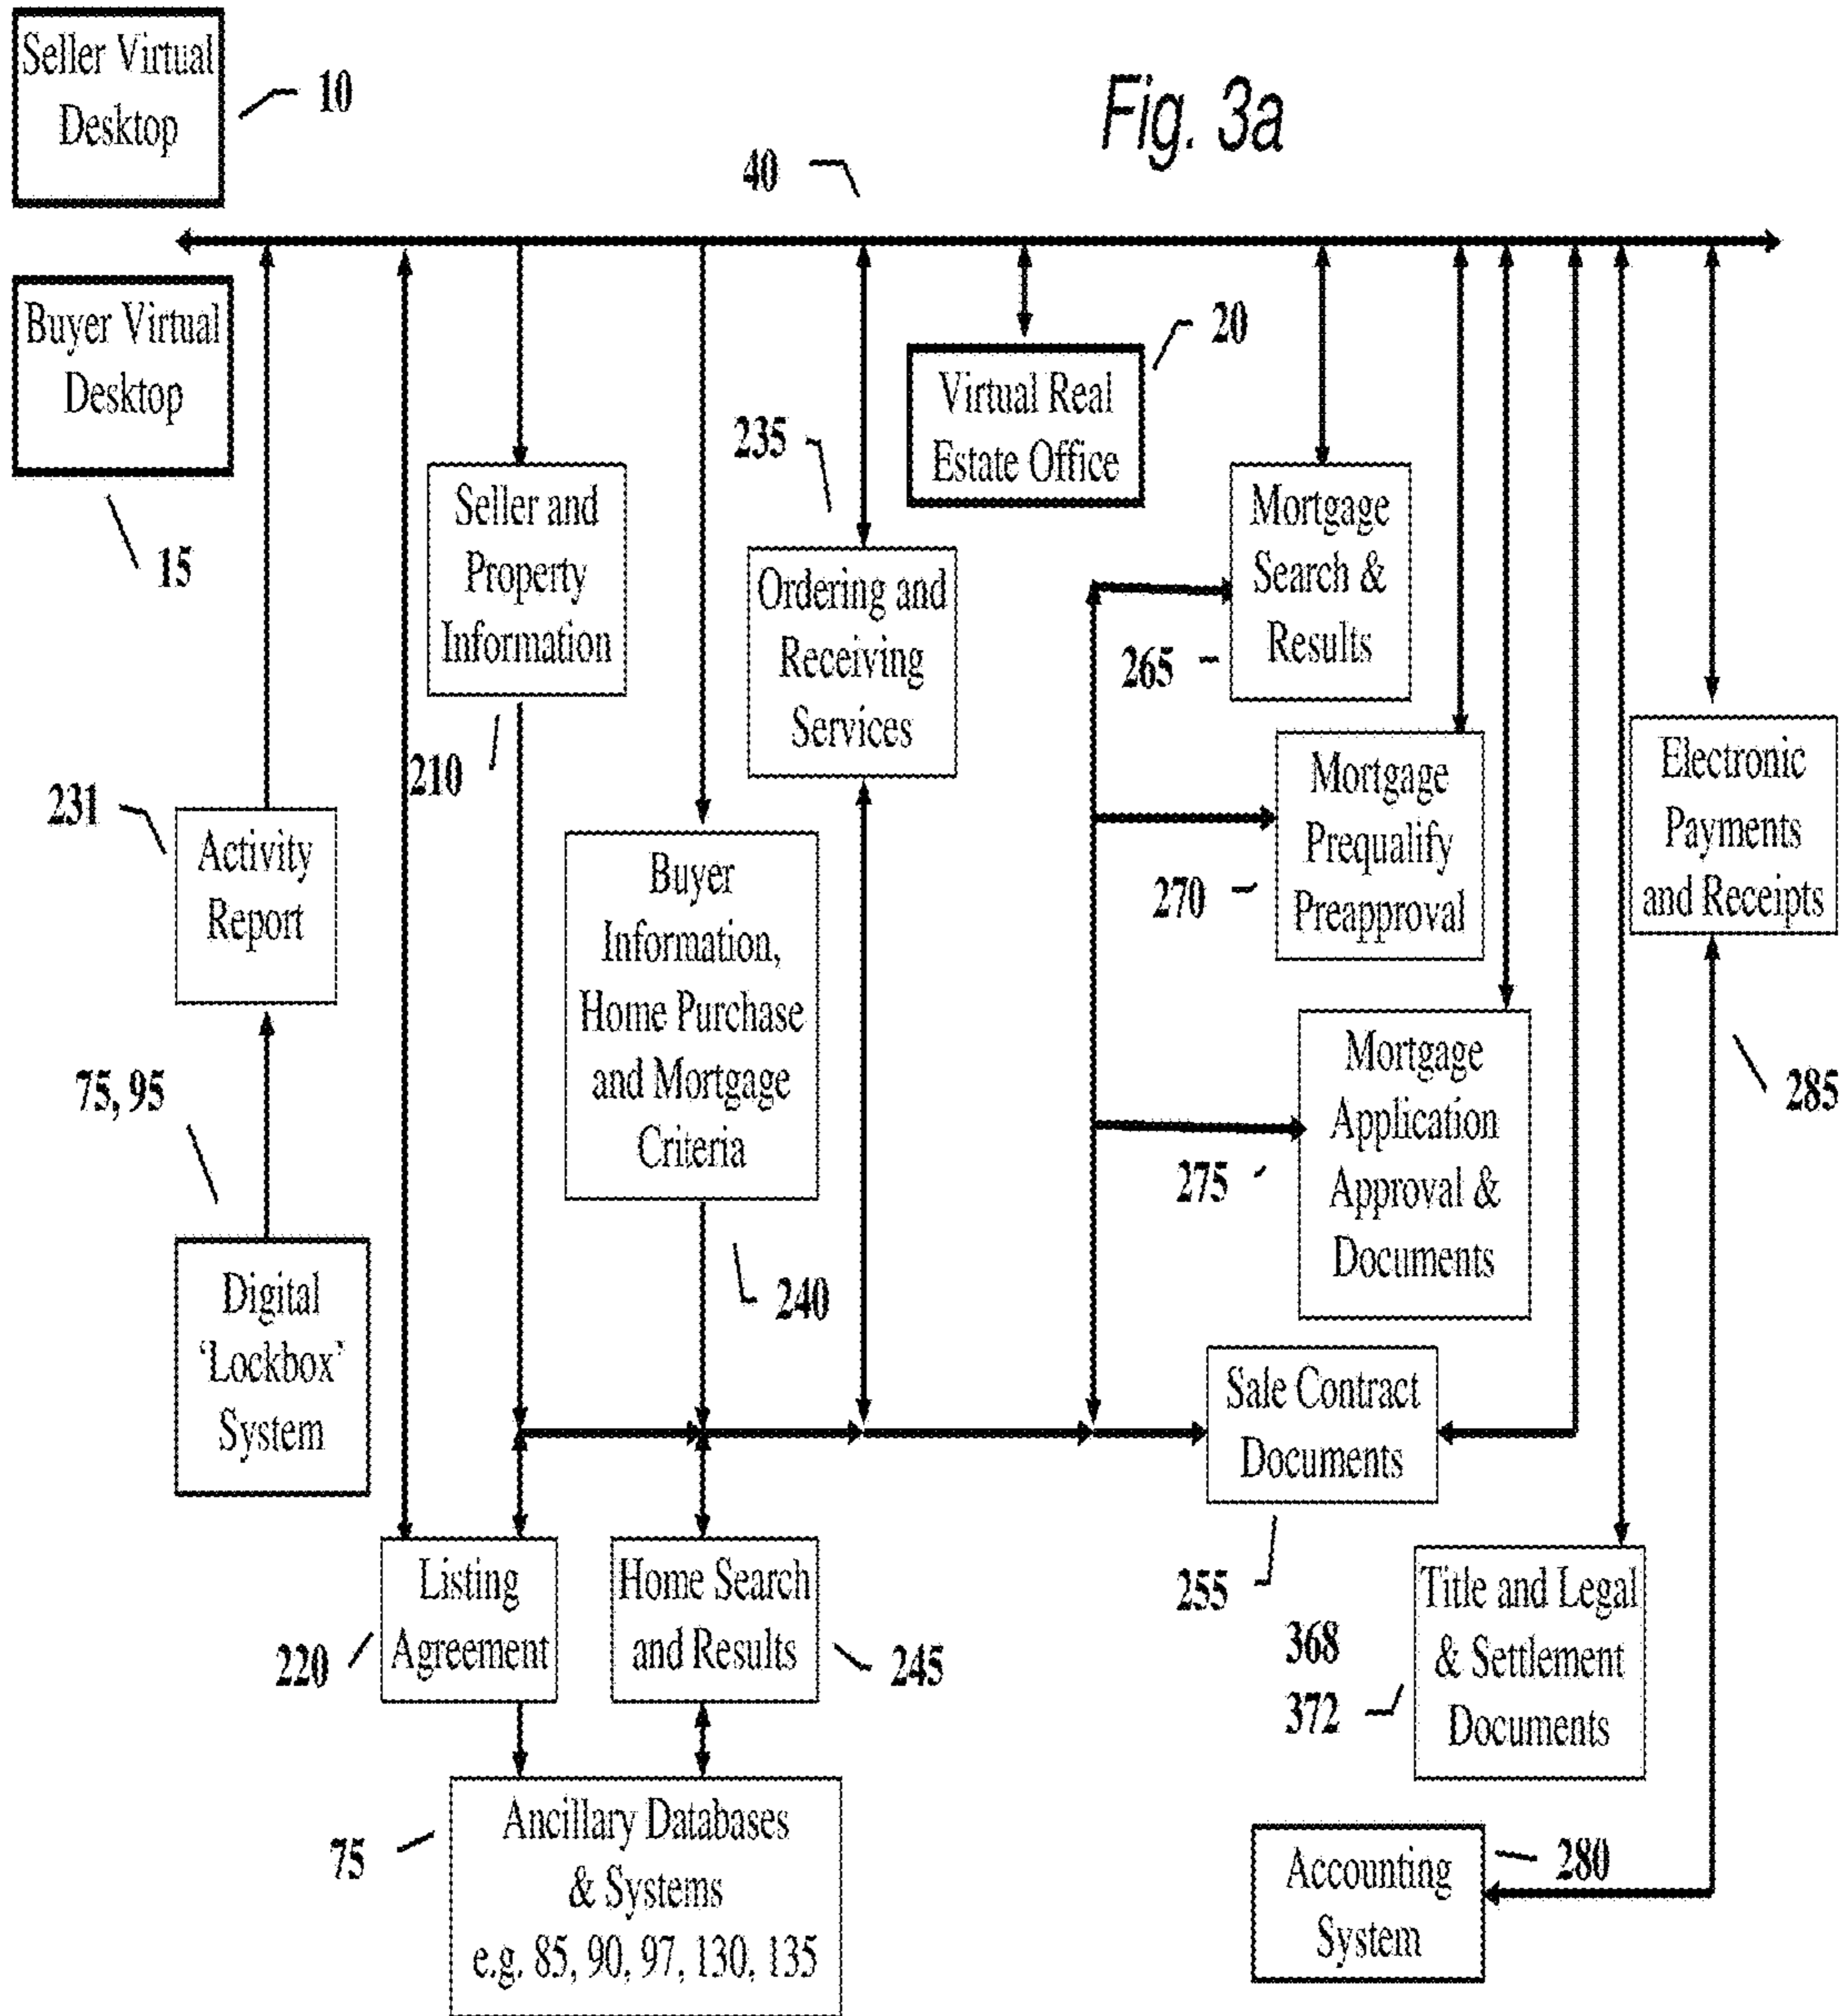 Seller Virtual
Desktop
10
Fig. 3a
40
Buyer Virtual
Desktop
15
20
Virtual Real
Estate Office
235
Seller and
Property
Information
210
Ordering and
Receiving
Services
Mortgage
Search &
Results
265
Mortgage
Prequalify
Preapproval
270
Electronic
Payments
and Receipts
285
231
Activity
Report
Buyer
Information,
Home Purchase
and Mortgage
Criteria
240
Mortgage
Application
Approval &
Documents
275
75, 95
Digital
'Lockbox'
System
Sale Contract
Documents
255
Listing
Agreement
220
Home Search
and Results
245
Title and Legal
& Settlement
Documents
368
372
75
Ancillary Databases
& Systems
e.g. 85, 90, 97, 130, 135
Accounting
System
280